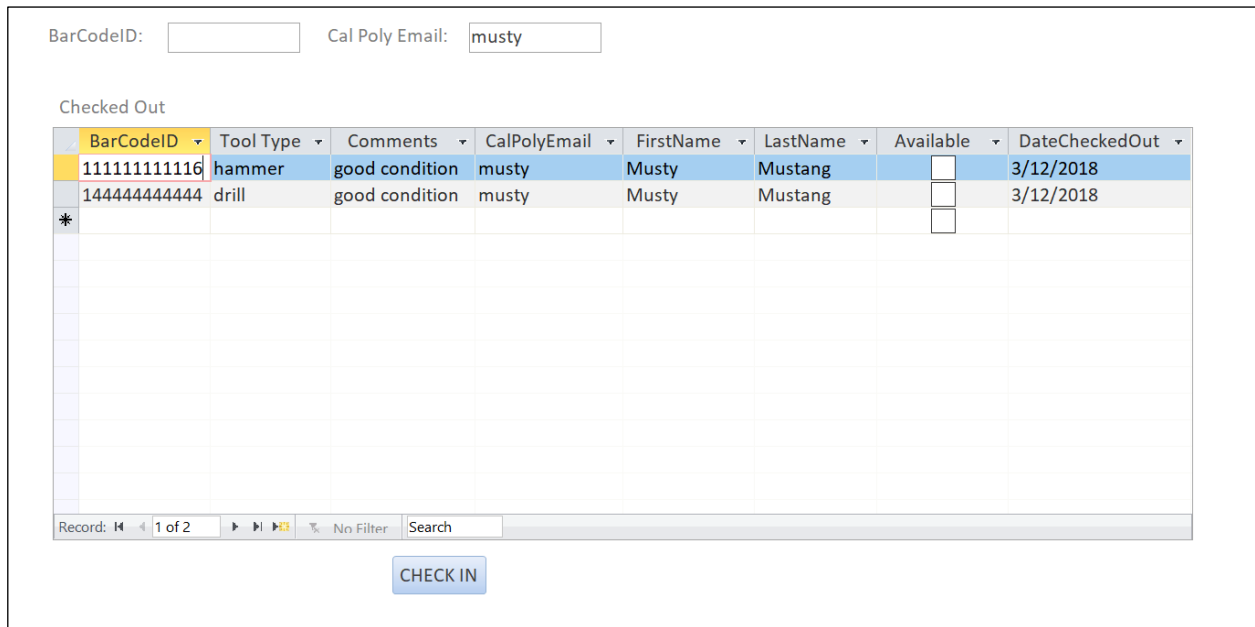 BarCodeID: Cal Poly Email: musty
Checked Out
BarCodeID Tool Type Comments CalPolyEmail FirstName LastName Available DateCheckedOut
111111111116 hammer good condition musty Musty Mustang 3/12/2018
144444444444 drill good condition musty Musty Mustang 3/12/2018
Record: 1 of 2 No Filter Search
CHECK IN